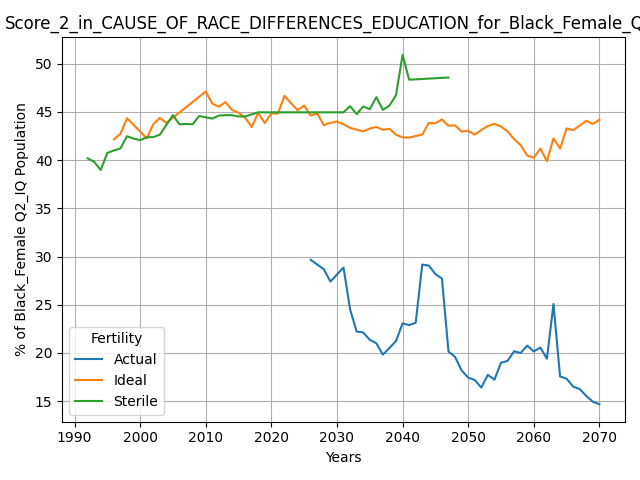 Score_2_in_CAUSE_OF_RACE_DIFFERENCES_EDUCATION_for_Black_Female_Q
% of Black_Female Q2_IQ Population
50
45
40
35
30
25
20
15
Fertility
Actual
Ideal
Sterile
1990 2000 2010 2020 2030 2040 2050 2060 2070
Years